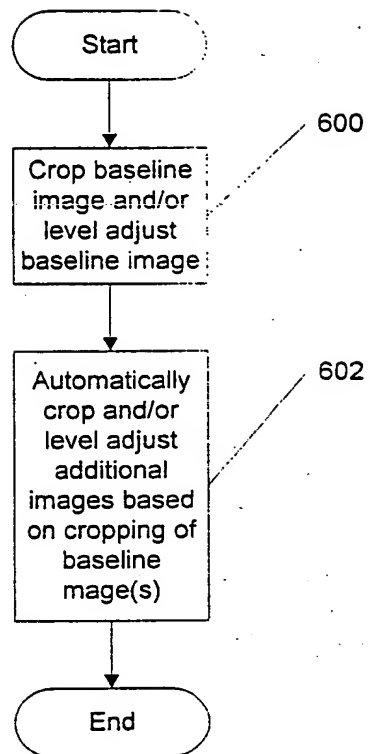 Start
600
Crop baseline
image and/or
level adjust
baseline image
602
Automatically
crop and/or
level adjust
additional
images based
on cropping of
baseline
mage(s)
End